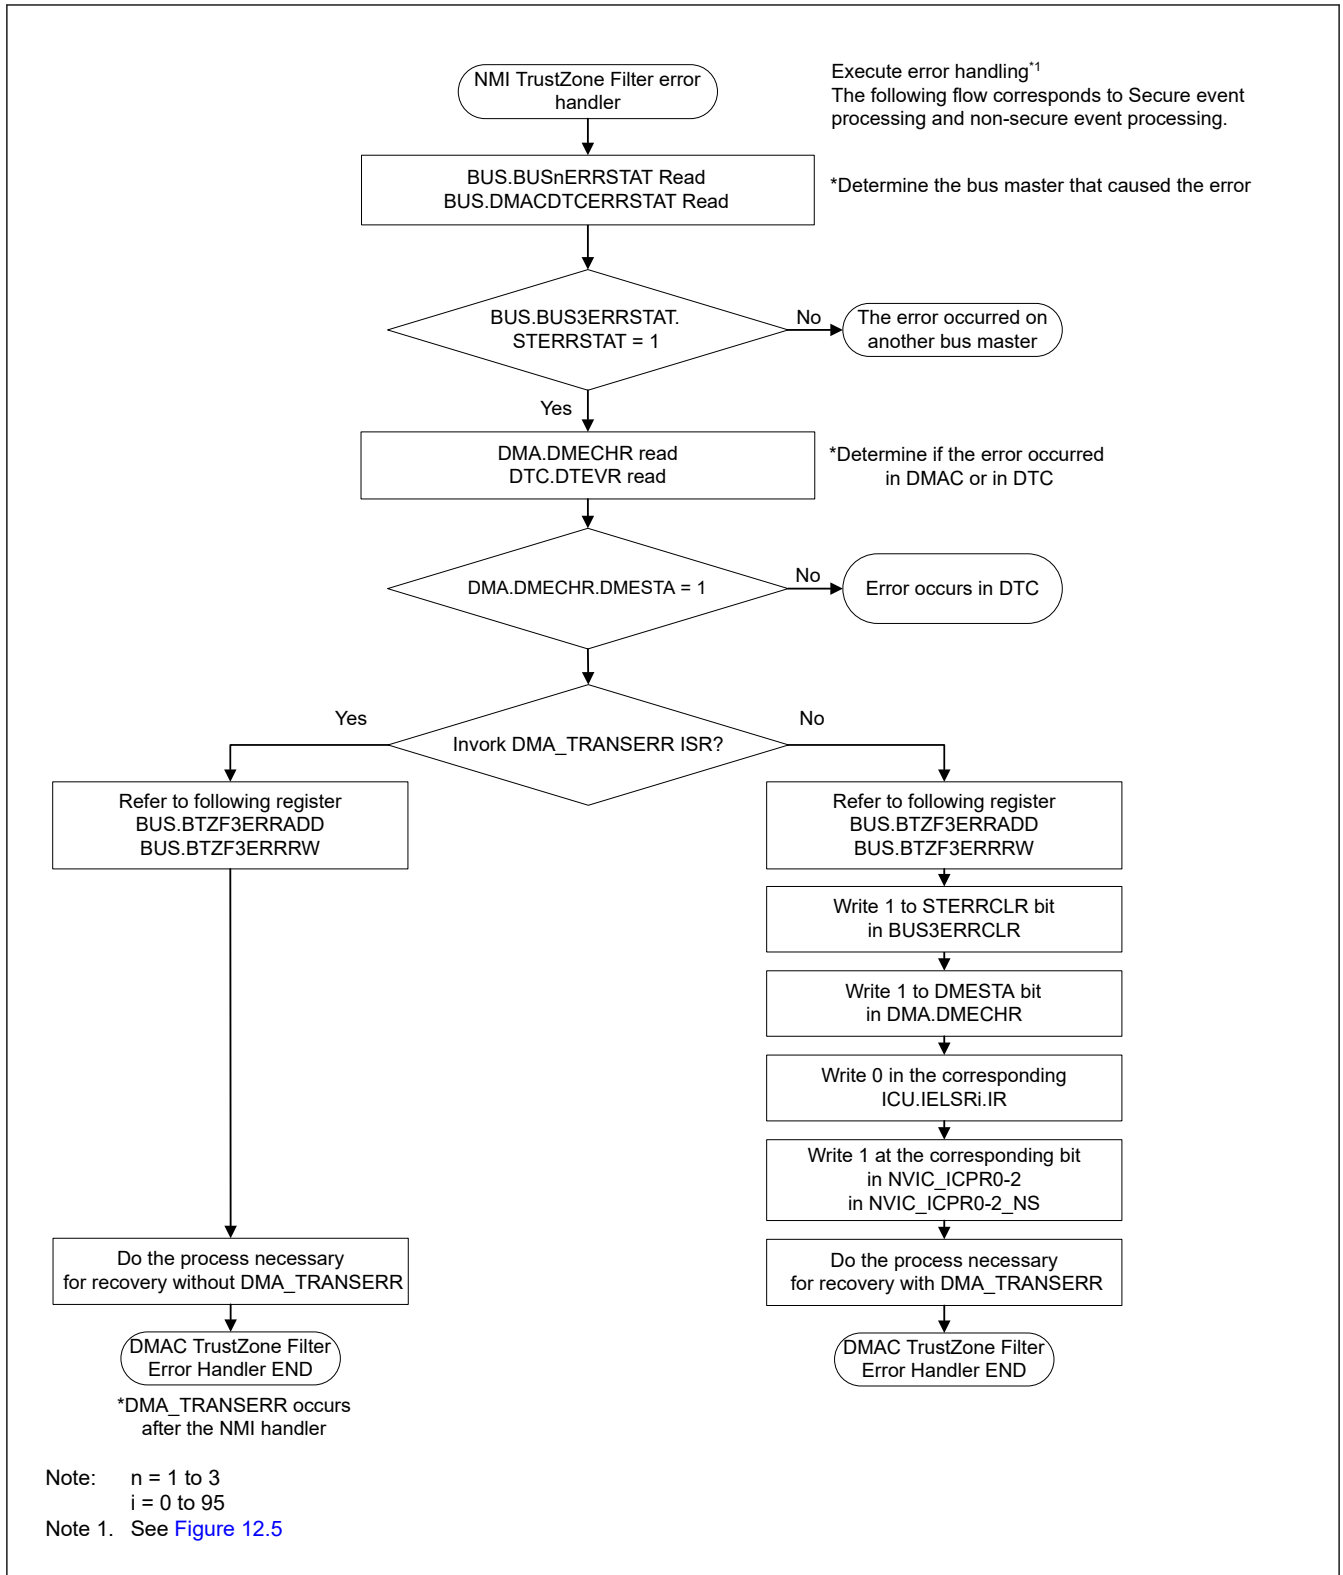 NMI TrustZone Filter error
handler
Execute error handling*1
The following flow corresponds to Secure event
processing and non-secure event processing.
BUS.BUSnERRSTAT Read
BUS.DMACDTCERRSTAT Read
*Determine the bus master that caused the error
BUS.BUS3ERRSTAT.
STERRSTAT = 1
No
The error occurred on
another bus master
Yes
DMA.DMECHR read
DTC.DTEVR read
*Determine if the error occurred
in DMAC or in DTC
DMA.DMECHR.DMESTA = 1
No
Error occurs in DTC
Invork DMA_TRANSERR ISR?
Yes
No
Refer to following register
BUS.BTZF3ERRADD
BUS.BTZF3ERRRW
Refer to following register
BUS.BTZF3ERRADD
BUS.BTZF3ERRRW
Write 1 to STERRCLR bit
in BUS3ERRCLR
Write 1 to DMESTA bit
in DMA.DMECHR
Write 0 in the corresponding
ICU.IELSRi.IR
Write 1 at the corresponding bit
in NVIC_ICPR0-2
in NVIC_ICPR0-2_NS
Do the process necessary
for recovery without DMA_TRANSERR
Do the process necessary
for recovery with DMA_TRANSERR
DMAC TrustZone Filter
Error Handler END
DMAC TrustZone Filter
Error Handler END
*DMA_TRANSERR occurs
after the NMI handler
Note: n = 1 to 3
i = 0 to 95
Note 1. See Figure 12.5